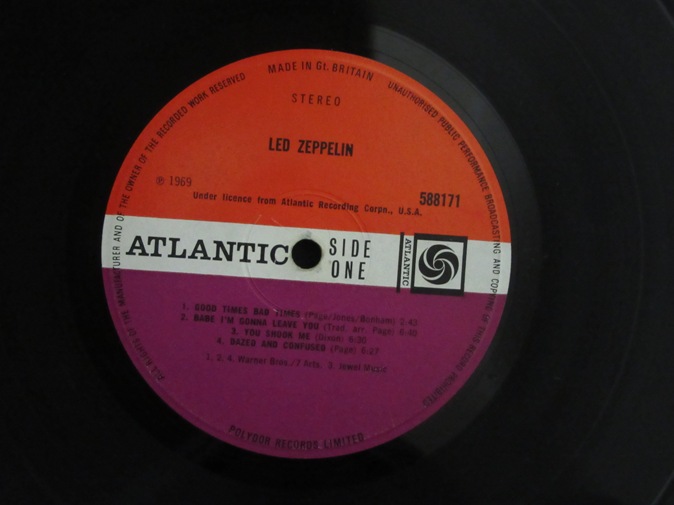 MADE IN Gt. BRITAIN
UNAUTHORISED PUBLIC PERFORMANCE BROADCASTING AND COPYING OF THIS RECORD PROHIBITED
ALL RIGHTS OF THE MANUFACTURER AND OF THE OWNER OF THE RECORDED WORK RESERVED
STEREO
LED ZEPPELIN
℗ 1969
588171
Under licence from Atlantic Recording Corpn., U.S.A.
ATLANTIC
SIDE
ONE
ATLANTIC
1. GOOD TIMES BAD TIMES (Page/Jones/Bonham) 2:43
2. BABE I'M GONNA LEAVE YOU (Trad. arr. Page) 6:40
3. YOU SHOOK ME (Dixon) 6:30
4. DAZED AND CONFUSED (Page) 6:27
1. 2. 4. Warner Bros./7 Arts. 3. Jewel Music
POLYDOR RECORDS LIMITED